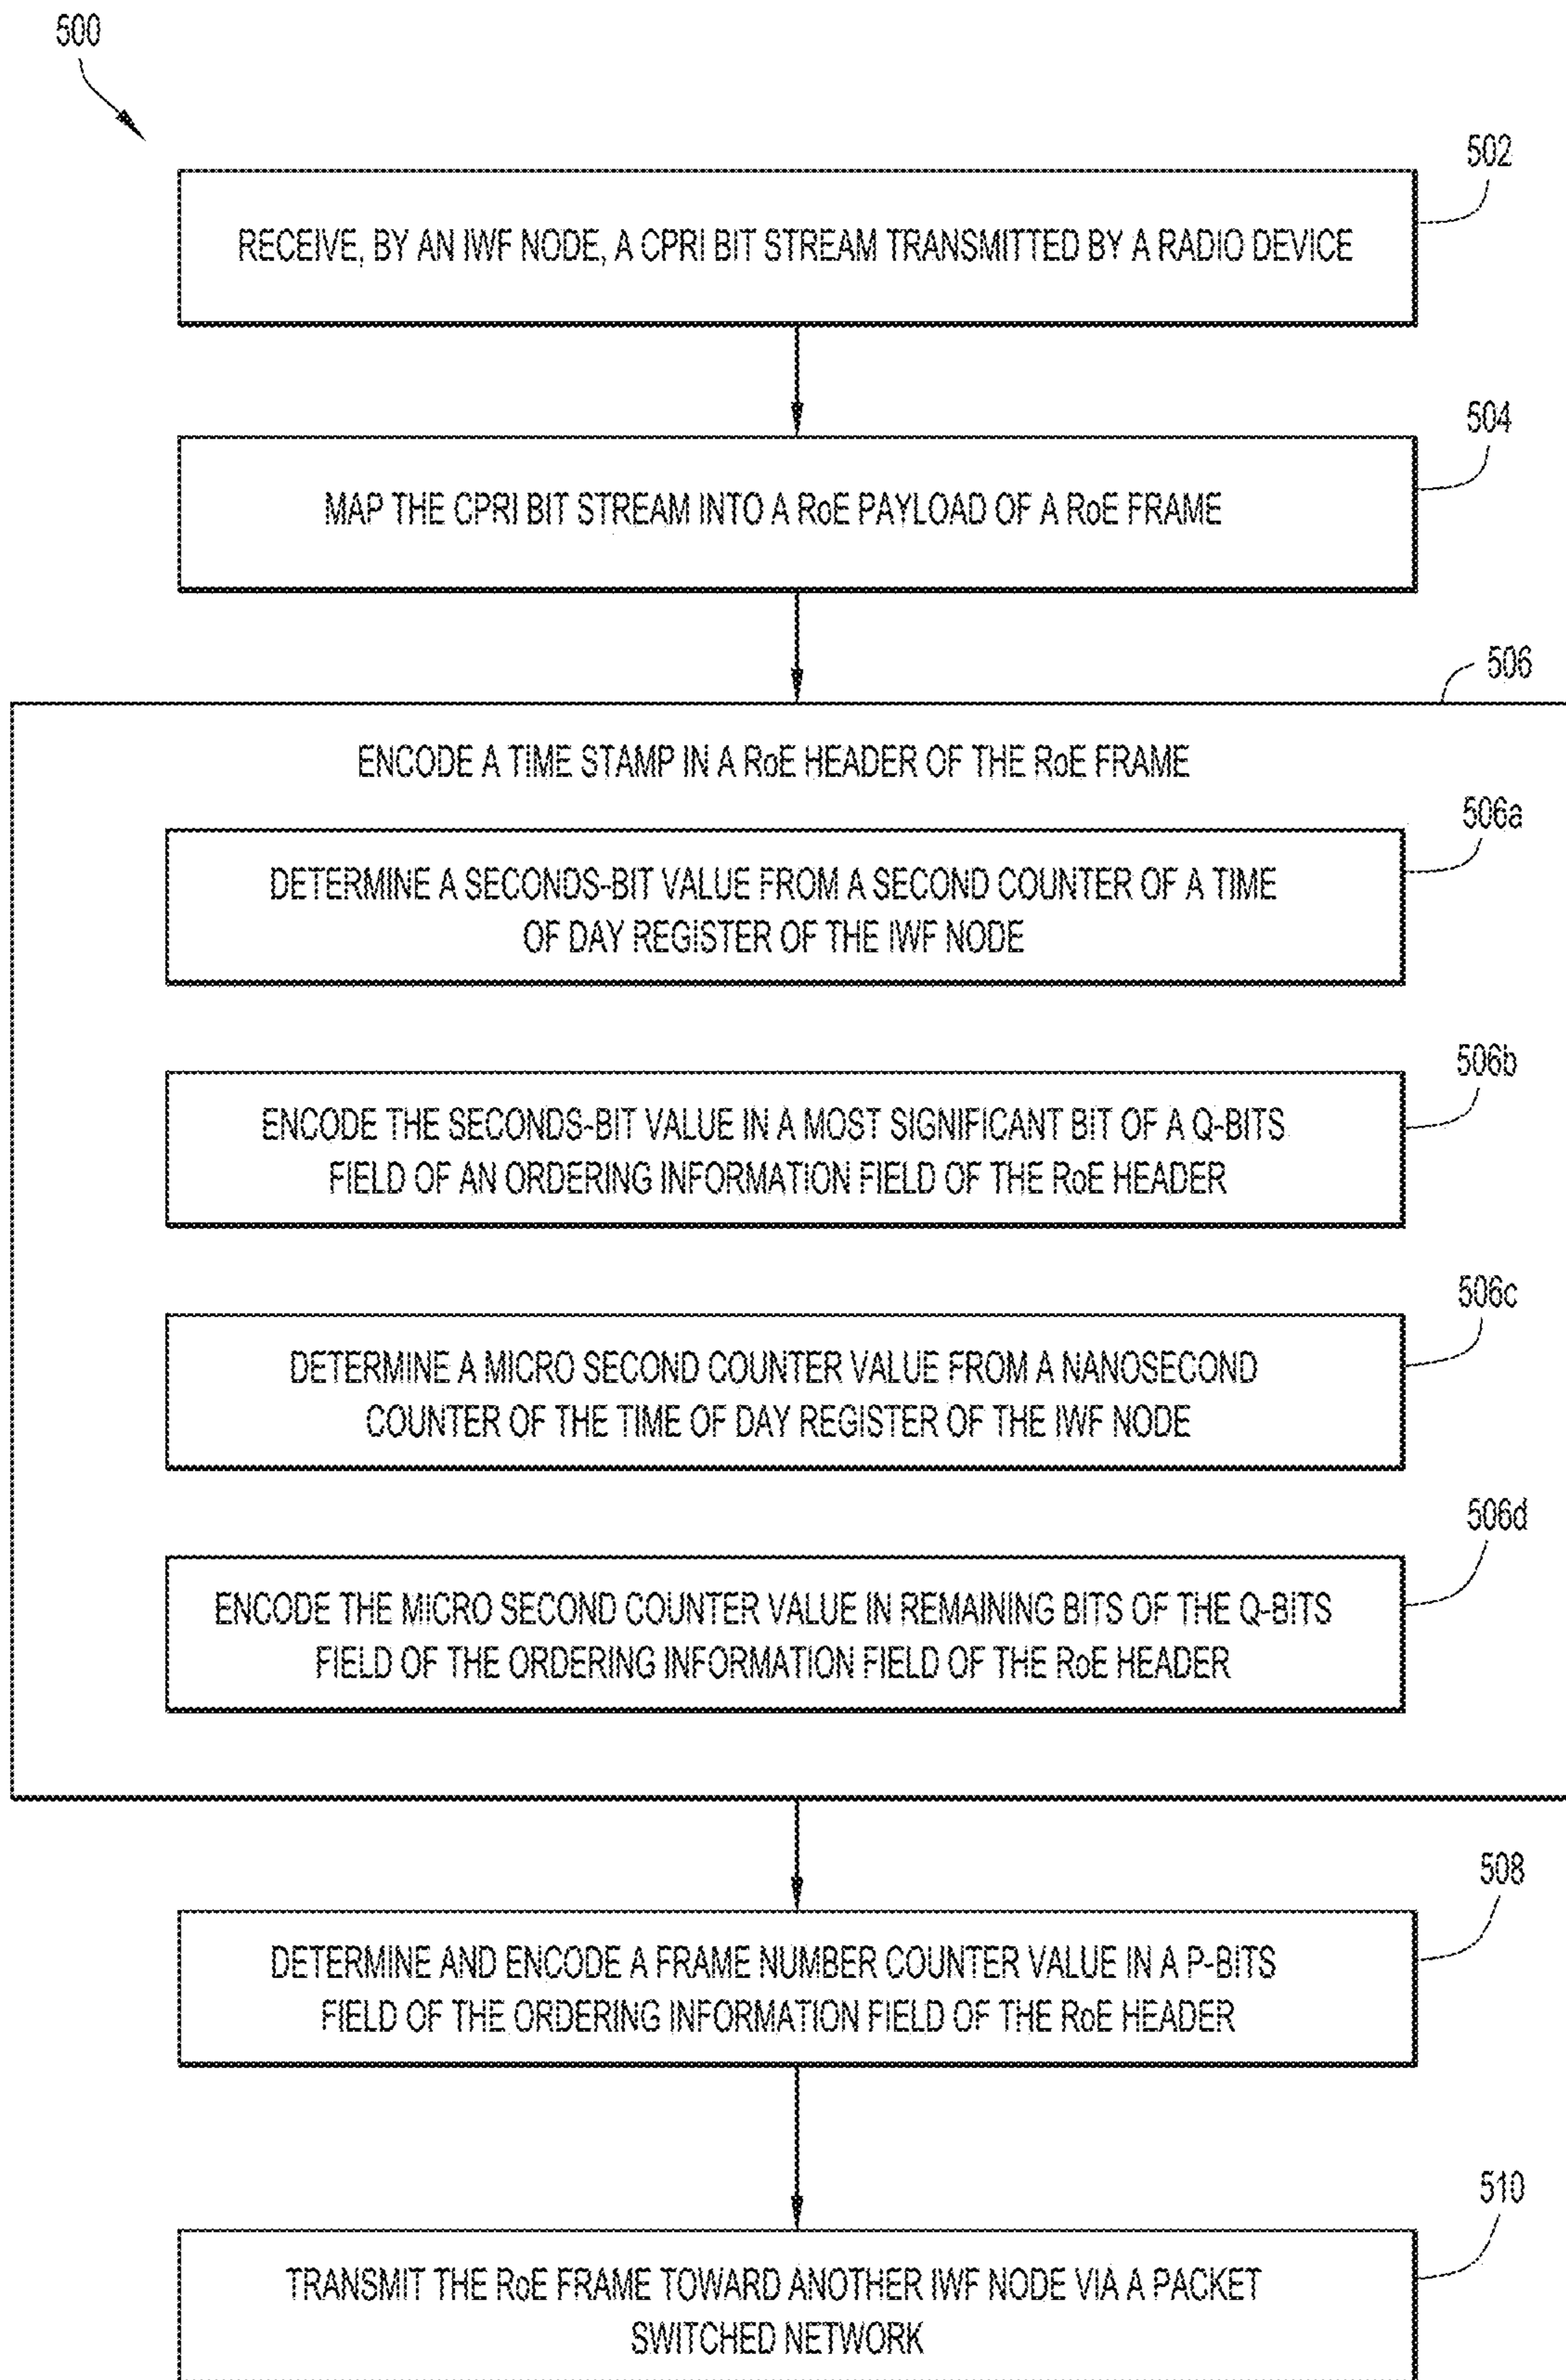 500
502
RECEIVE, BY AN IWF NODE, A CPRI BIT STREAM TRANSMITTED BY A RADIO DEVICE
504
MAP THE CPRI BIT STREAM INTO A RoE PAYLOAD OF A RoE FRAME
506
ENCODE A TIME STAMP IN A RoE HEADER OF THE RoE FRAME
506a
DETERMINE A SECONDS-BIT VALUE FROM A SECOND COUNTER OF A TIME
OF DAY REGISTER OF THE IWF NODE
506b
ENCODE THE SECONDS-BIT VALUE IN A MOST SIGNIFICANT BIT OF A Q-BITS
FIELD OF AN ORDERING INFORMATION FIELD OF THE RoE HEADER
506c
DETERMINE A MICRO SECOND COUNTER VALUE FROM A NANOSECOND
COUNTER OF THE TIME OF DAY REGISTER OF THE IWF NODE
506d
ENCODE THE MICRO SECOND COUNTER VALUE IN REMAINING BITS OF THE Q-BITS
FIELD OF THE ORDERING INFORMATION FIELD OF THE RoE HEADER
508
DETERMINE AND ENCODE A FRAME NUMBER COUNTER VALUE IN A P-BITS
FIELD OF THE ORDERING INFORMATION FIELD OF THE RoE HEADER
510
TRANSMIT THE RoE FRAME TOWARD ANOTHER IWF NODE VIA A PACKET
SWITCHED NETWORK